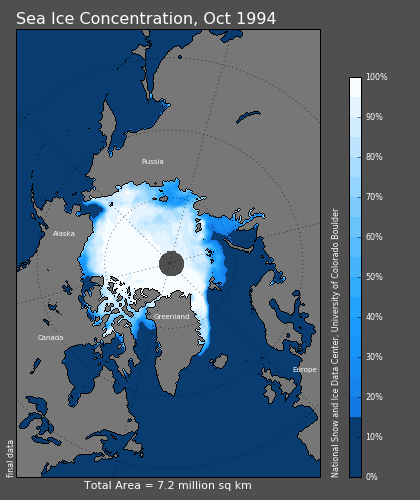 Sea Ice Concentration, Oct 1994
Russia
Alaska
Greenland
Canada
Europe
100%
90%
80%
70%
60%
50%
40%
30%
20%
10%
0%
National Snow and Ice Data Center, University of Colorado Boulder
final data
Total Area = 7.2 million sq km